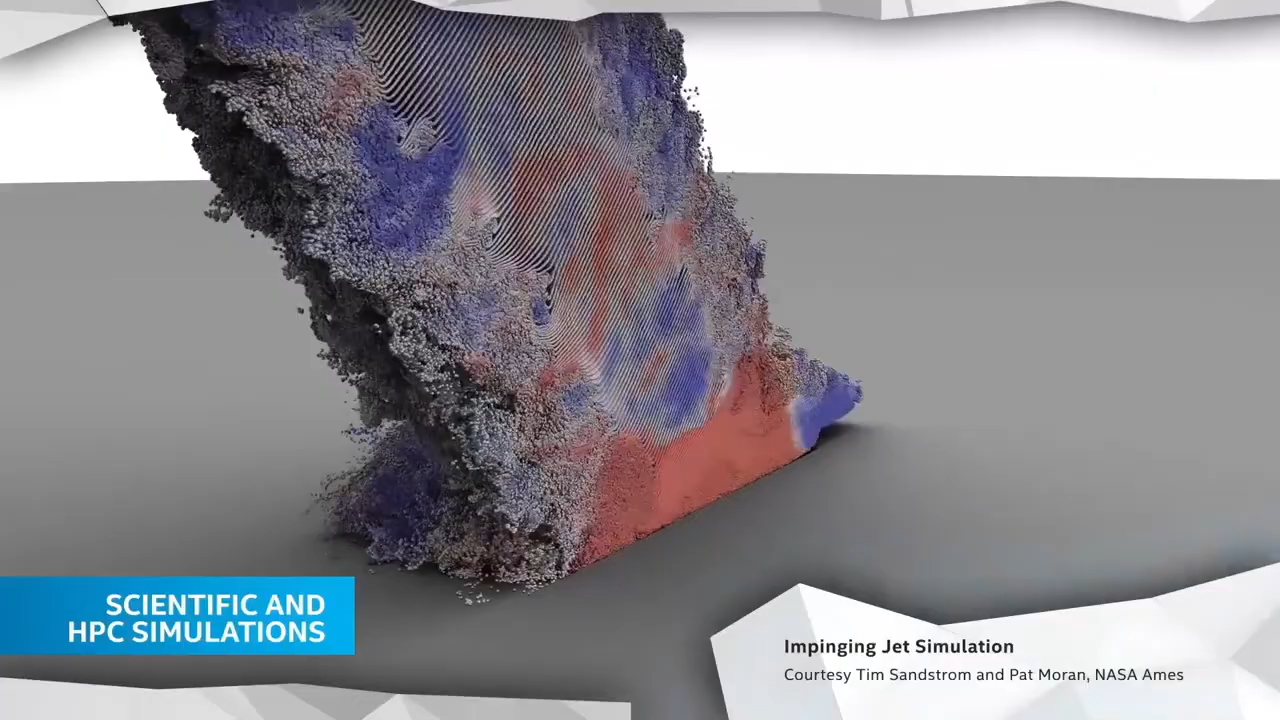 SCIENTIFIC AND
HPC SIMULATIONS
Impinging Jet Simulation
Courtesy Tim Sandstrom and Pat Moran, NASA Ames